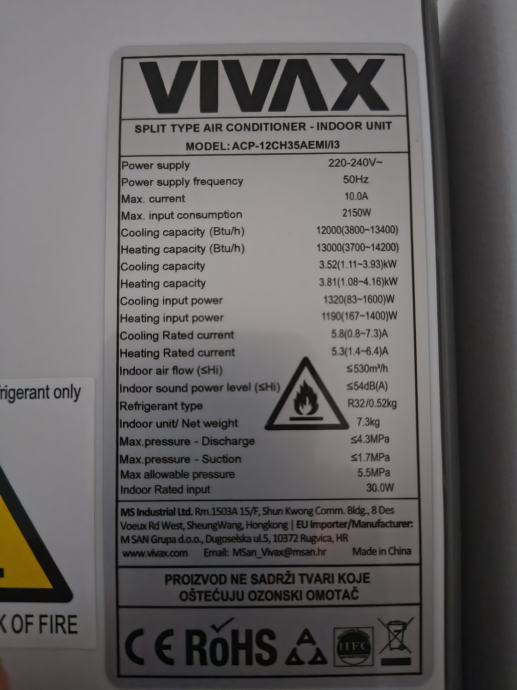 VIVAX
SPLIT TYPE AIR CONDITIONER - INDOOR UNIT
MODEL: ACP-12CH35AEMI/I3
Power supply 220-240V~
Power supply frequency 50Hz
Max. current 10.0A
Max. input consumption 2150W
Cooling capacity (Btu/h) 12000(3800~13400)
Heating capacity (Btu/h) 13000(3700~14200)
Cooling capacity 3.52(1.11~3.93)kW
Heating capacity 3.81(1.08~4.16)kW
Cooling input power 1320(83~1600)W
Heating input power 1190(167~1400)W
Cooling Rated current 5.8(0.8~7.3)A
Heating Rated current 5.3(1.4~6.4)A
Indoor air flow (≤Hi) ≤530m³/h
Indoor sound power level (≤Hi) ≤54dB(A)
Refrigerant type R32/0.52kg
Indoor unit/ Net weight 7.3kg
Max.pressure - Discharge ≤4.3MPa
Max.pressure - Suction ≤1.7MPa
Max allowable pressure 5.5MPa
Indoor Rated input 30.0W
MS Industrial Ltd. Rm.1503A 15/F, Shun Kwong Comm. Bldg., 8 Des
Voeux Rd West, SheungWang, Hongkong | EU Importer/Manufacturer:
M SAN Grupa d.o.o., Dugoselska ul.5, 10372 Rugvica, HR
www.vivax.com Email: MSan_Vivax@msan.hr Made in China
PROIZVOD NE SADRŽI TVARI KOJE
OŠTEĆUJU OZONSKI OMOTAČ
CE RoHS HFC
frigerant only
K OF FIRE